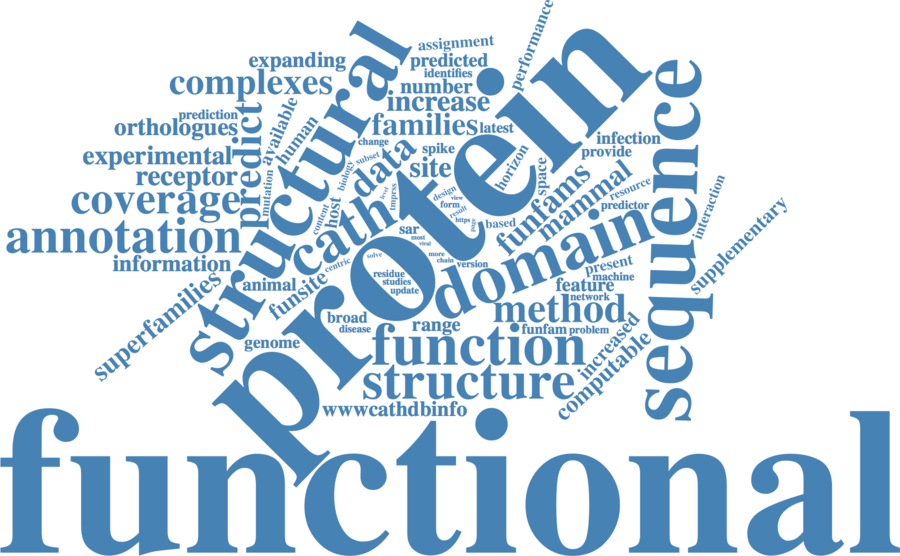 performance
assignment
expanding
predicted
structural
identifies
complexes
number
increase
sequence
protein
prediction
available
families
latest
orthologues
human
change
infection
predict
spike
horizon
provide
experimental
biology
subset
data
site
space
mammal
receptor
mutation
level
tmprss
design
view
funfams
resource
coverage
host
form
result
https
page
based
predictor
interaction
content
cath
sar
most
viral
domain
supplementary
annotation
more
chain
version
information
centric
solve
present
machine
residue
studies
update
animal
funsite
feature
network
superfamilies
method
broad
disease
range
funfam
problem
increased
genome
function
computable
structure
wwwcathdbinfo
functional